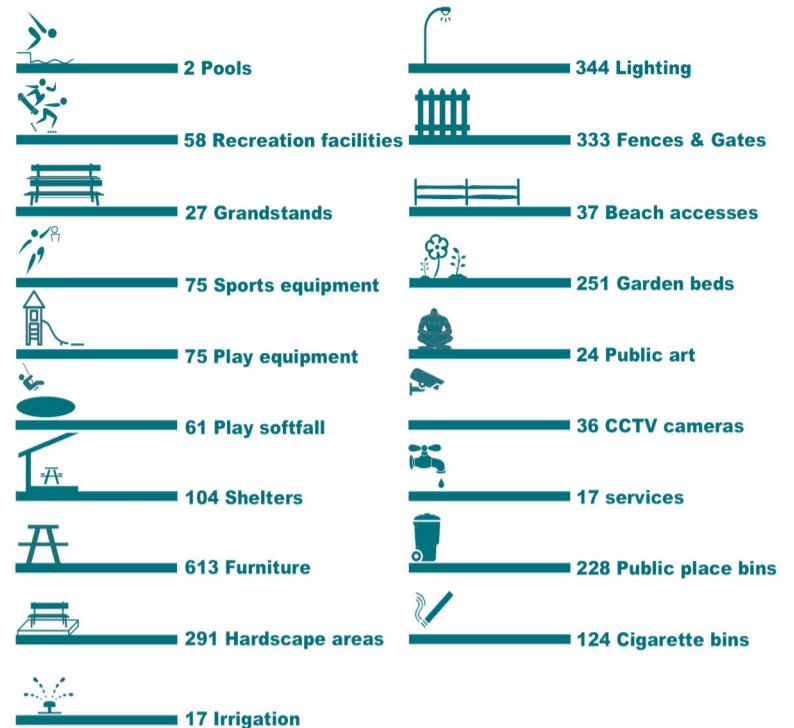 2 Pools
58 Recreation facilities
27 Grandstands
75 Sports equipment
75 Play equipment
61 Play softfall
104 Shelters
613 Furniture
291 Hardscape areas
17 Irrigation
344 Lighting
333 Fences & Gates
37 Beach accesses
251 Garden beds
24 Public art
36 CCTV cameras
17 services
228 Public place bins
124 Cigarette bins